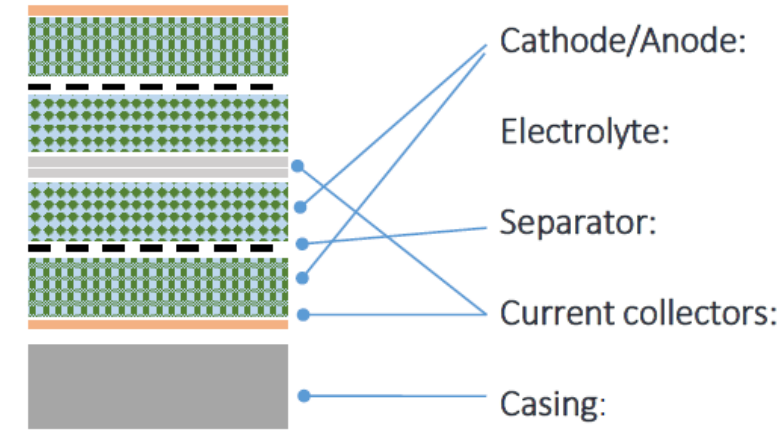 Cathode/Anode:
Electrolyte:
Separator:
Current collectors:
Casing: